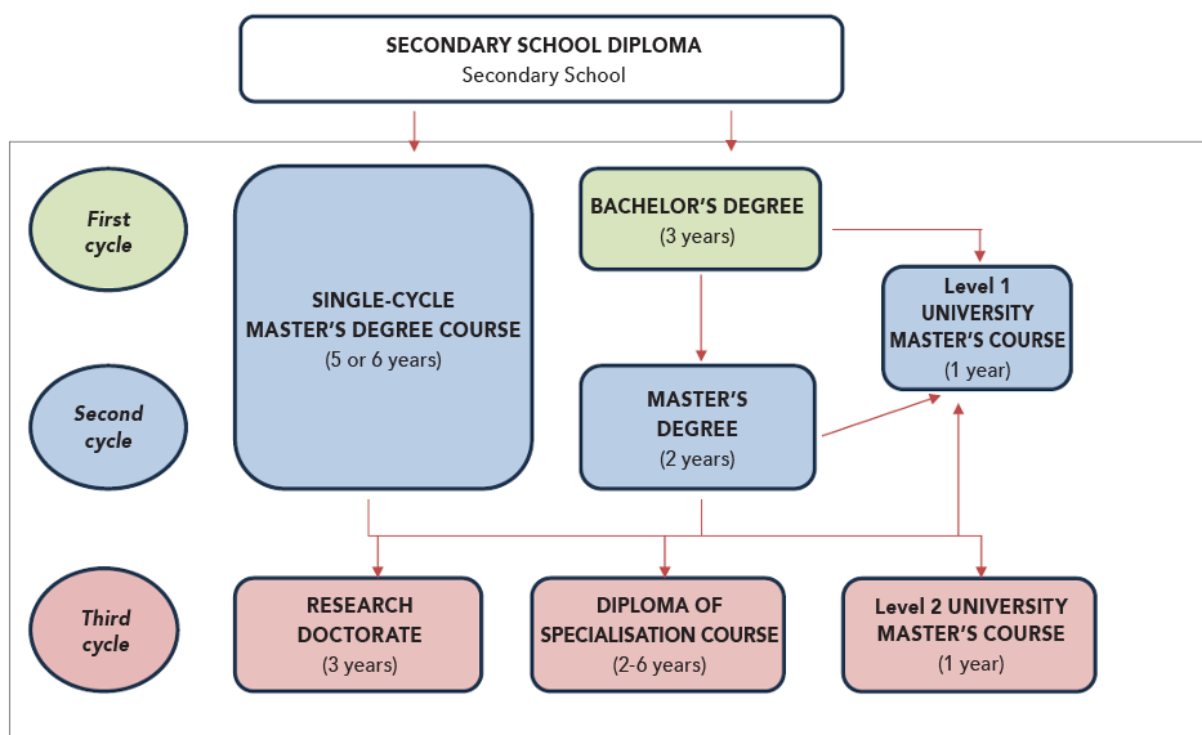 SECONDARY SCHOOL DIPLOMA
Secondary School
First
cycle
SINGLE-CYCLE
MASTER'S DEGREE COURSE
(5 or 6 years)
BACHELOR'S DEGREE
(3 years)
Level 1
UNIVERSITY
MASTER'S COURSE
(1 year)
Second
cycle
MASTER'S
DEGREE
(2 years)
Third
cycle
RESEARCH
DOCTORATE
(3 years)
DIPLOMA OF
SPECIALISATION COURSE
(2-6 years)
Level 2 UNIVERSITY
MASTER'S COURSE
(1 year)